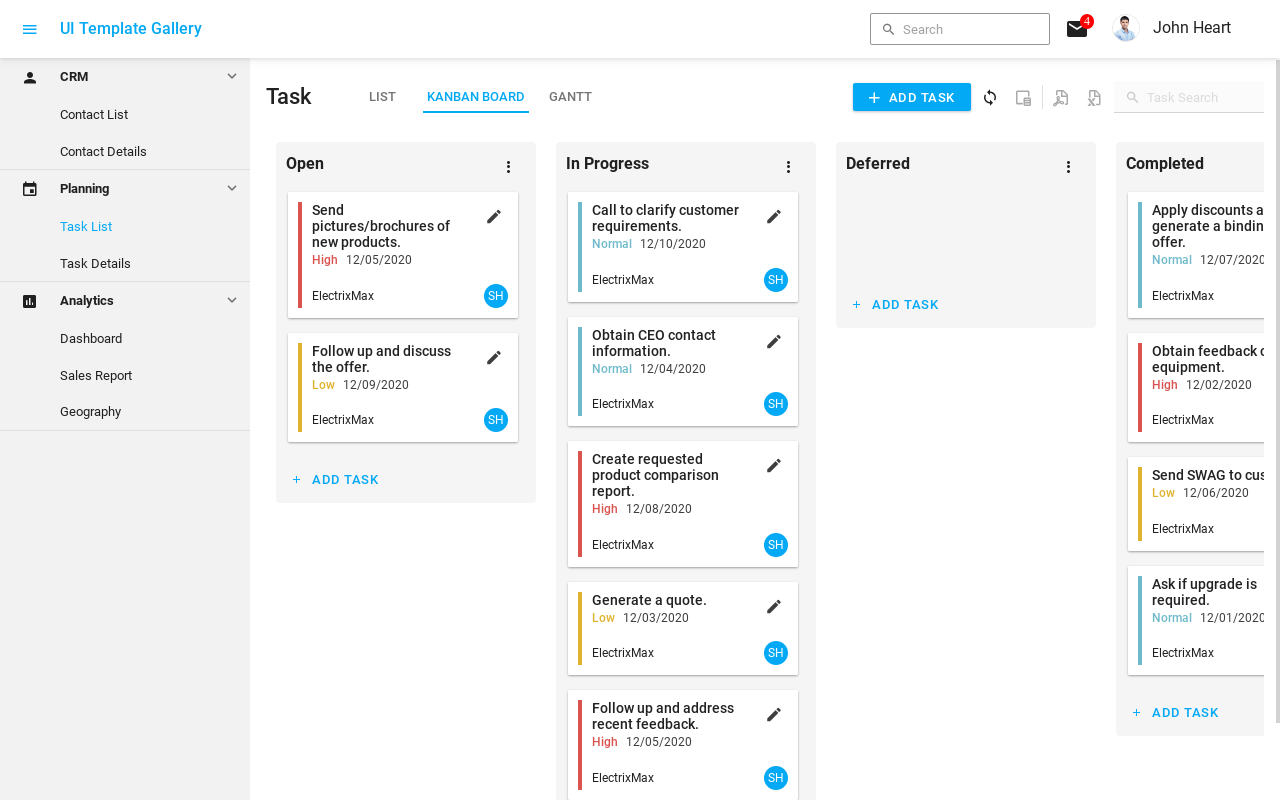 UI Template Gallery
Search
4
John Heart
CRM
Contact List
Contact Details
Planning
Task List
Task Details
Analytics
Dashboard
Sales Report
Geography
Task
LIST
KANBAN BOARD
GANTT
ADD TASK
Task Search
Open
Send
pictures/brochures of
new products.
High 12/05/2020
ElectrixMax
SH
Follow up and discuss
the offer.
Low 12/09/2020
ElectrixMax
SH
+ ADD TASK
In Progress
Call to clarify customer
requirements.
Normal 12/10/2020
ElectrixMax
SH
Obtain CEO contact
information.
Normal 12/04/2020
ElectrixMax
SH
Create requested
product comparison
report.
High 12/08/2020
ElectrixMax
SH
Generate a quote.
Low 12/03/2020
ElectrixMax
SH
Follow up and address
recent feedback.
High 12/05/2020
ElectrixMax
SH
Deferred
+ ADD TASK
Completed
Apply discounts a
generate a bindin
offer.
Normal 12/07/2020
ElectrixMax
Obtain feedback o
equipment.
High 12/02/2020
ElectrixMax
Send SWAG to cus
Low 12/06/2020
ElectrixMax
Ask if upgrade is
required.
Normal 12/01/2020
ElectrixMax
+ ADD TASK